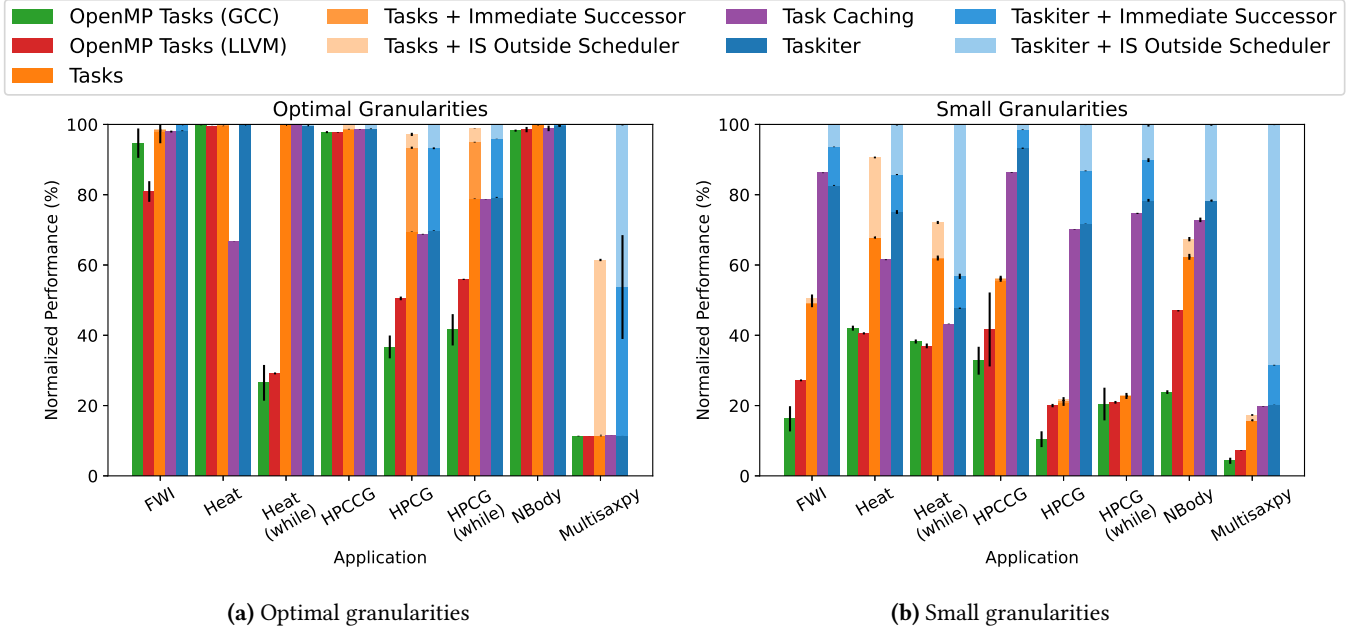 OpenMP Tasks (GCC)
OpenMP Tasks (LLVM)
Tasks
Tasks + Immediate Successor
Tasks + IS Outside Scheduler
Task Caching
Taskiter
Taskiter + Immediate Successor
Taskiter + IS Outside Scheduler
Optimal Granularities
Normalized Performance (%)
100
80
60
40
20
0
FWI
Heat
Heat
(while)
HPCCG
HPCG
HPCG
(while)
NBody
Multisaxpy
Application
(a) Optimal granularities
Small Granularities
Normalized Performance (%)
100
80
60
40
20
0
FWI
Heat
Heat
(while)
HPCCG
HPCG
HPCG
(while)
NBody
Multisaxpy
Application
(b) Small granularities